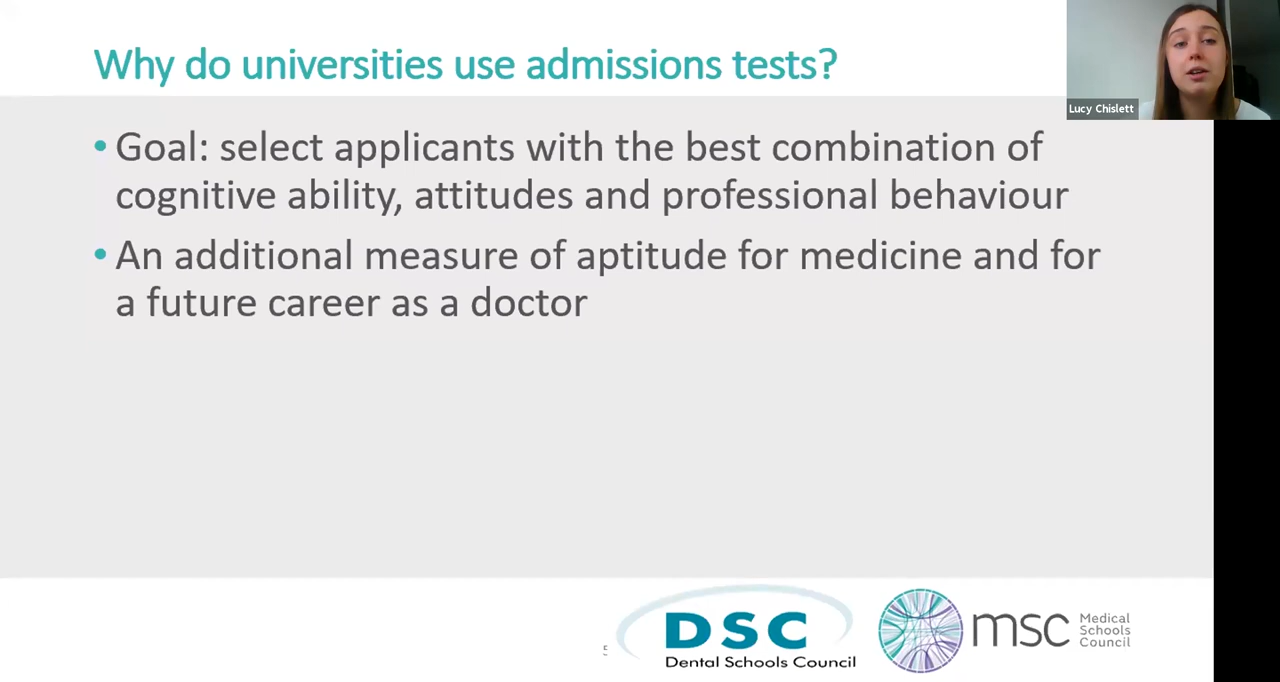 Why do universities use admissions tests?
Lucy Chislett
• Goal: select applicants with the best combination of
cognitive ability, attitudes and professional behaviour
• An additional measure of aptitude for medicine and for
a future career as a doctor
5
DSC
Dental Schools Council
msc
Medical
Schools
Council